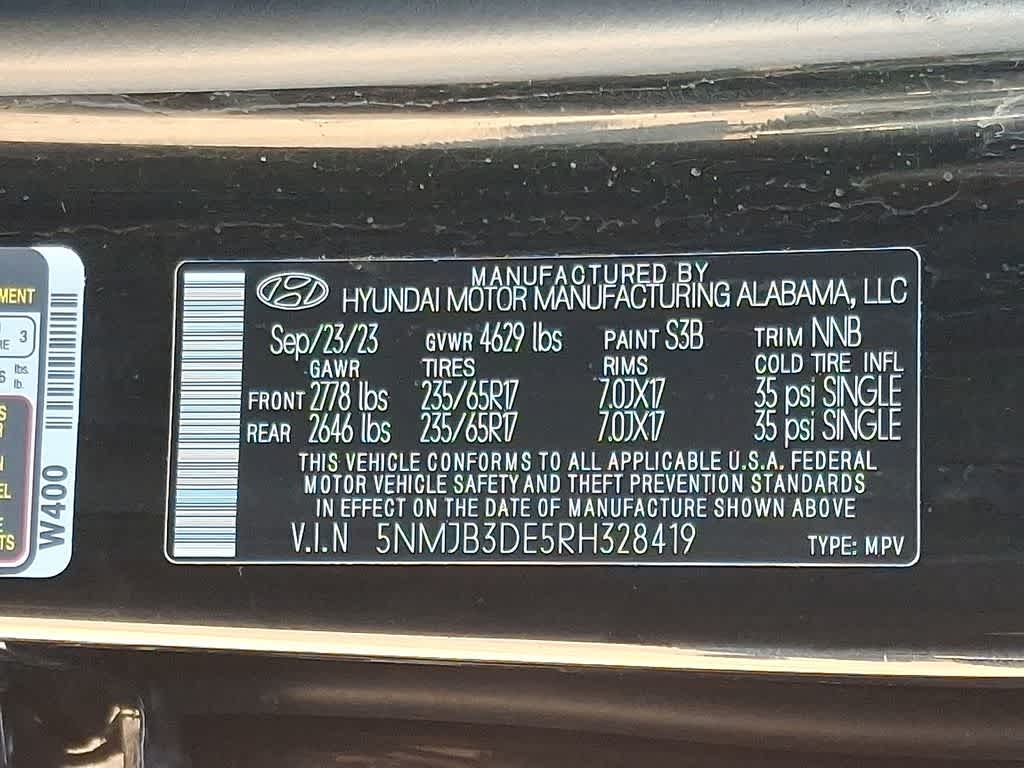 MANUFACTURED BY
HYUNDAI MOTOR MANUFACTURING ALABAMA, LLC
Sep/23/23 GVWR 4629 lbs PAINT S3B TRIM NNB
GAWR TIRES RIMS COLD TIRE INFL
FRONT 2778 lbs 235/65R17 7.0JX17 35 psi SINGLE
REAR 2646 lbs 235/65R17 7.0JX17 35 psi SINGLE
THIS VEHICLE CONFORMS TO ALL APPLICABLE U.S.A. FEDERAL
MOTOR VEHICLE SAFETY AND THEFT PREVENTION STANDARDS
IN EFFECT ON THE DATE OF MANUFACTURE SHOWN ABOVE
V.I.N 5NMJB3DE5RH328419 TYPE: MPV
3
lbs.
lb.
W400